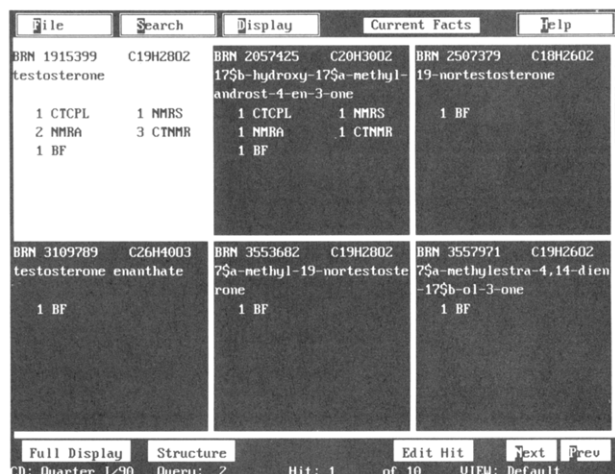 File Search Display Current Facts Help
BRN 1915399 C19H28O2
testosterone
1 CTCPL 1 NMRS
2 NMRA 3 CTNMR
1 BF
BRN 2057425 C20H30O2
17$b-hydroxy-17$a-methyl-
androst-4-en-3-one
1 CTCPL 1 NMRS
1 NMRA 1 CTNMR
1 BF
BRN 2507379 C18H26O2
19-nortestosterone
1 BF
BRN 3109789 C26H40O3
testosterone enanthate
1 BF
BRN 3553682 C19H28O2
7$a-methyl-19-nortestoste
rone
1 BF
BRN 3557971 C19H26O2
7$a-methylestra-4,14-dien
-17$b-ol-3-one
1 BF
Full Display Structure Edit Hit Next Prev
CD: Quarter 1/90 Query: 2 Hit: 1 of 10 VIEW: Default